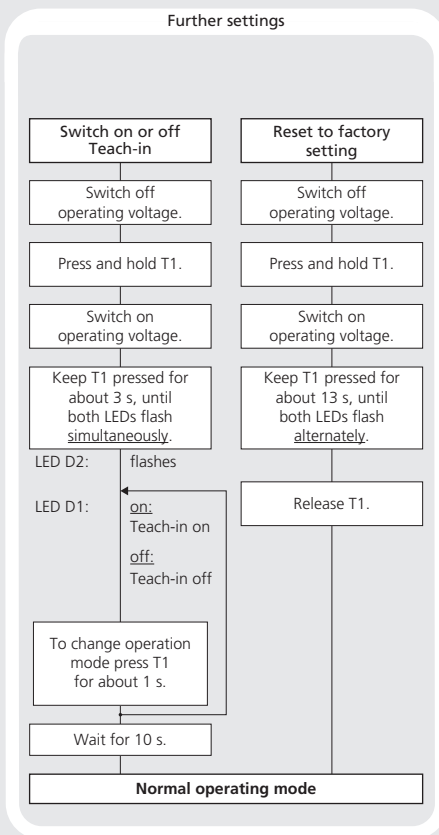 Further settings
Switch on or off
Teach-in
Switch off
operating voltage.
Press and hold T1.
Switch on
operating voltage.
Keep T1 pressed for
about 3 s, until
both LEDs flash
simultaneously.
LED D2: flashes
LED D1: on:
Teach-in on
off:
Teach-in off
To change operation
mode press T1
for about 1 s.
Wait for 10 s.
Reset to factory
setting
Switch off
operating voltage.
Press and hold T1.
Switch on
operating voltage.
Keep T1 pressed for
about 13 s, until
both LEDs flash
alternately.
Release T1.
Normal operating mode